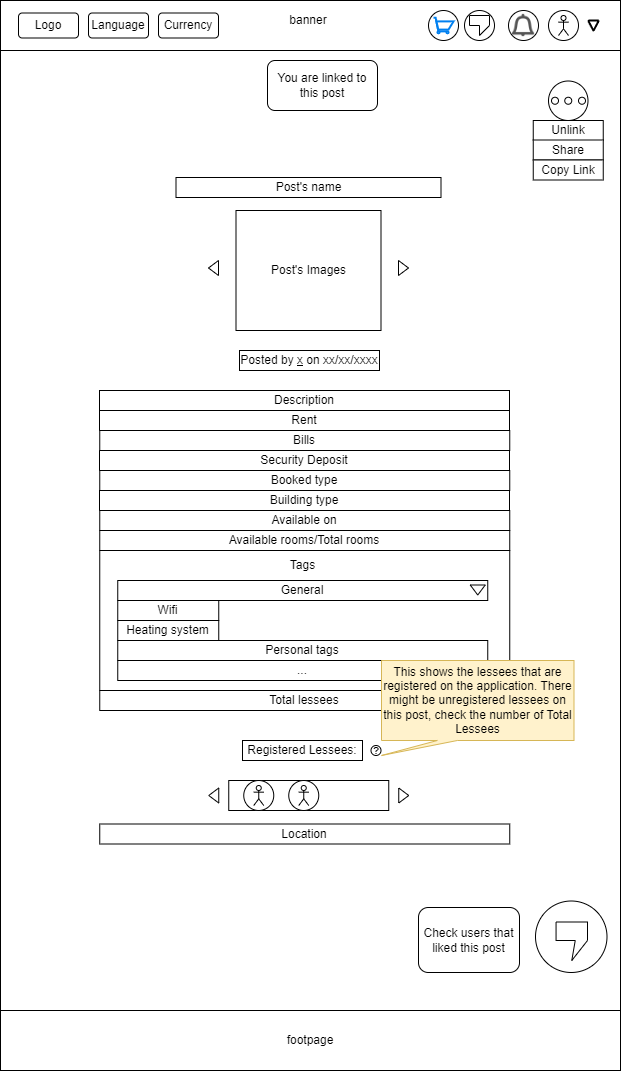 Logo
Language
Currency
banner
You are linked to
this post
Unlink
Share
Copy Link
Post's name
Post's Images
Posted by x on xx/xx/xxxx
Description
Rent
Bills
Security Deposit
Booked type
Building type
Available on
Available rooms/Total rooms
Tags
General
Wifi
Heating system
Personal tags
...
This shows the lessees that are
registered on the application. There
might be unregistered lessees on
this post, check the number of Total
Lessees
Total lessees
Registered Lessees:
?
Location
Check users that
liked this post
footpage